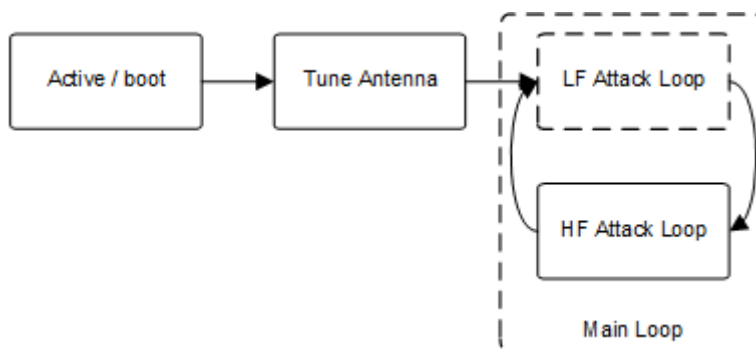 Active / boot
Tune Antenna
LF Attack Loop
HF Attack Loop
Main Loop